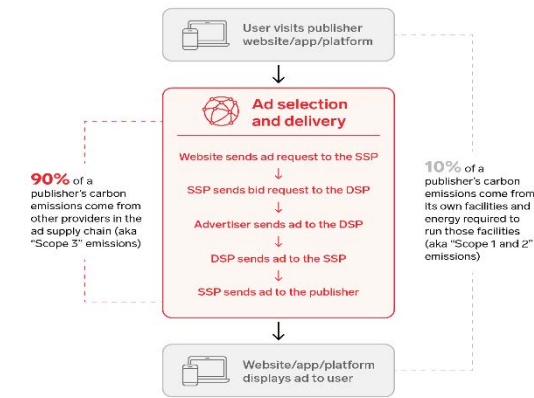 User visits publisher
website/app/platform
Ad selection
and delivery
Website sends ad request to the SSP
SSP sends bid request to the DSP
Advertiser sends ad to the DSP
DSP sends ad to the SSP
SSP sends ad to the publisher
90% of a
publisher's carbon
emissions come from
other providers in the
ad supply chain (aka
"Scope 3" emissions)
10% of a
publisher's carbon
emissions come from
its own facilities and
energy required to
run those facilities
(aka "Scope 1 and 2"
emissions)
Website/app/platform
displays ad to user